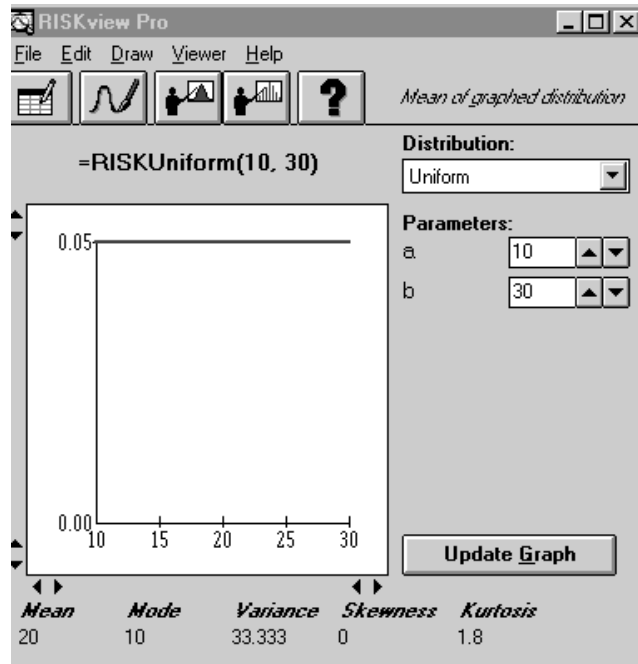 RISKview Pro
File Edit Draw Viewer Help
?
Mean of graphed distribution
=RISKUniform(10, 30)
Distribution:
Uniform
Parameters:
a 10
b 30
0.05
0.00
10 15 20 25 30
Update Graph
Mean Mode Variance Skewness Kurtosis
20 10 33.333 0 1.8